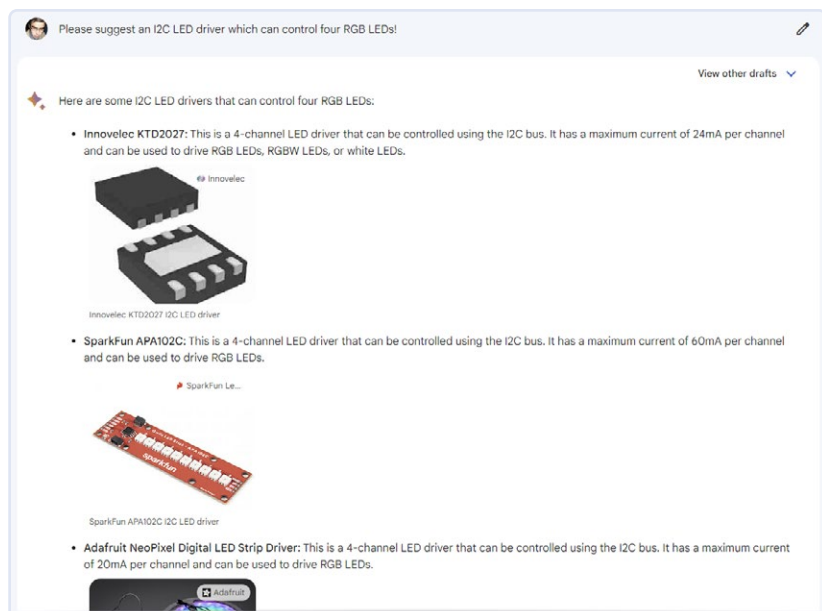 Please suggest an I2C LED driver which can control four RGB LEDs!
View other drafts
Here are some I2C LED drivers that can control four RGB LEDs:
• Innovelec KTD2027: This is a 4-channel LED driver that can be controlled using the I2C bus. It has a maximum current of 24mA per channel
and can be used to drive RGB LEDs, RGBW LEDs, or white LEDs.
Innovelec
Innovelec KTD2027 I2C LED driver
• SparkFun APA102C: This is a 4-channel LED driver that can be controlled using the I2C bus. It has a maximum current of 60mA per channel
and can be used to drive RGB LEDs.
SparkFun Le...
sparkfun
SparkFun APA102C I2C LED driver
• Adafruit NeoPixel Digital LED Strip Driver: This is a 4-channel LED driver that can be controlled using the I2C bus. It has a maximum current
of 20mA per channel and can be used to drive RGB LEDs.
Adafruit